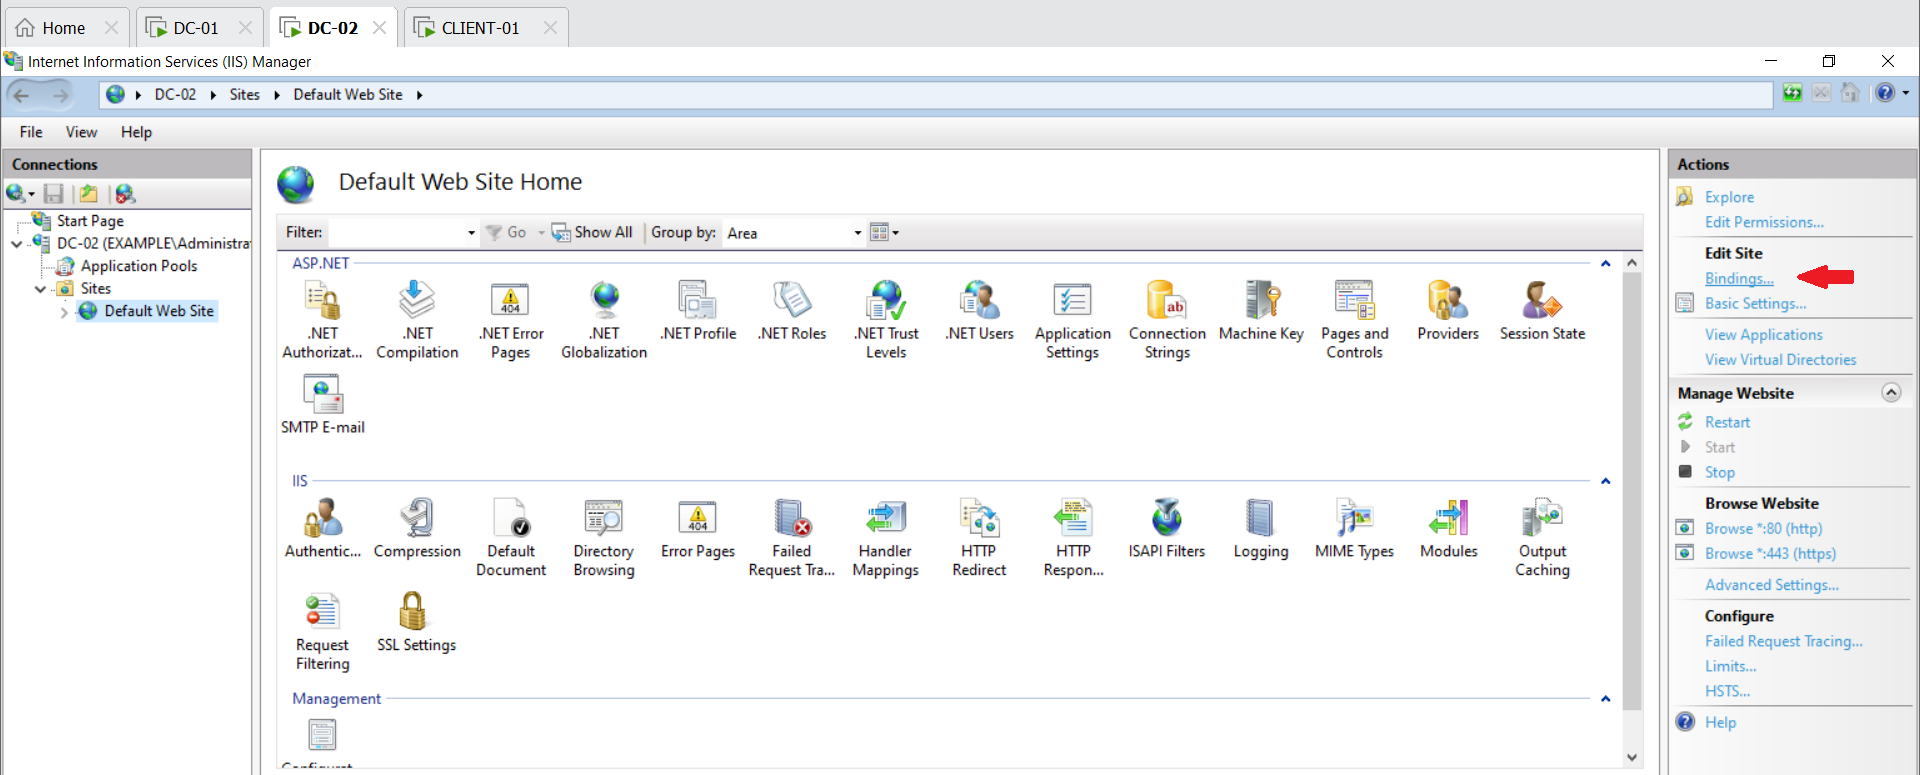 Home
DC-01
DC-02
CLIENT-01
Internet Information Services (IIS) Manager
DC-02
Sites
Default Web Site
File
View
Help
Connections
Start Page
DC-02 (EXAMPLE\Administra
Application Pools
Sites
Default Web Site
Default Web Site Home
Filter:
Go
Show All
Group by:
Area
ASP.NET
.NET
Authorizat...
.NET
Compilation
.NET Error
Pages
.NET
Globalization
.NET Profile
.NET Roles
.NET Trust
Levels
.NET Users
Application
Settings
Connection
Strings
Machine Key
Pages and
Controls
Providers
Session State
SMTP E-mail
IIS
Authentic...
Compression
Default
Document
Directory
Browsing
Error Pages
Failed
Request Tra...
Handler
Mappings
HTTP
Redirect
HTTP
Respon...
ISAPI Filters
Logging
MIME Types
Modules
Output
Caching
Request
Filtering
SSL Settings
Management
Configurat
Actions
Explore
Edit Permissions...
Edit Site
Bindings...
Basic Settings...
View Applications
View Virtual Directories
Manage Website
Restart
Start
Stop
Browse Website
Browse *:80 (http)
Browse *:443 (https)
Advanced Settings...
Configure
Failed Request Tracing...
Limits...
HSTS...
Help
404
ab
404